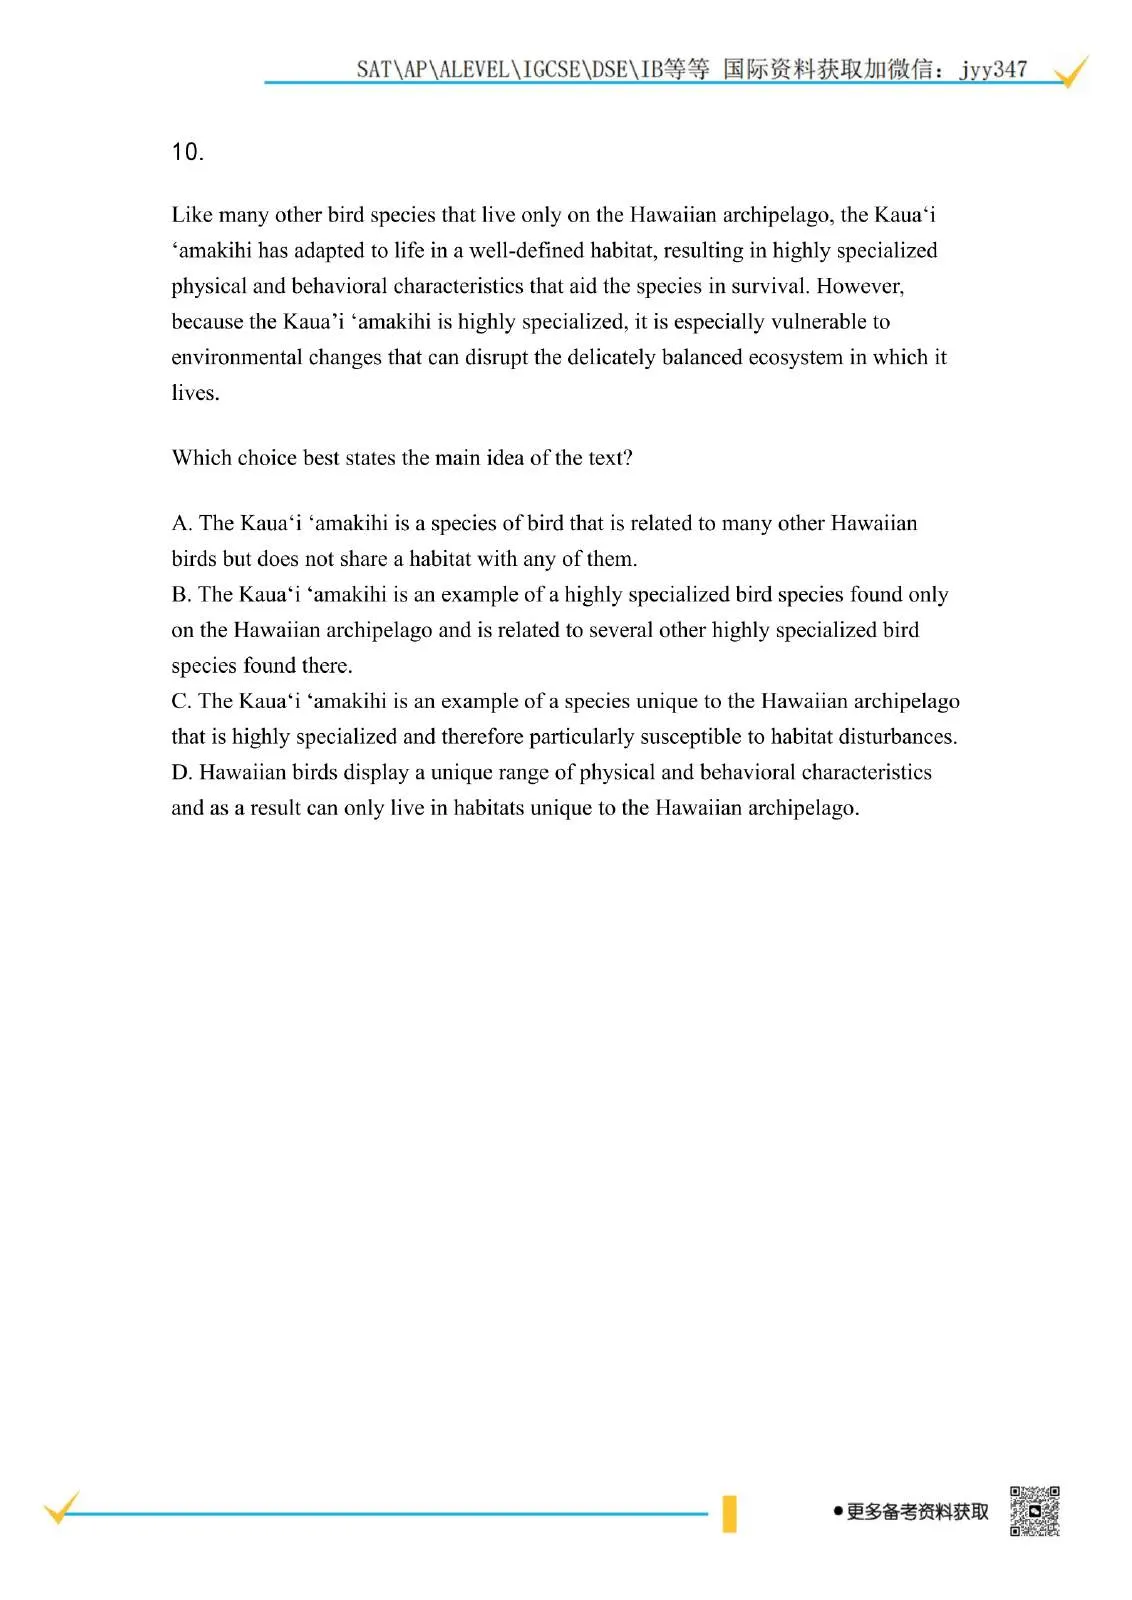 SAT\AP\ALEVEL\IGCSE\DSE\IB等等 国际资料获取加微信：jyy347
10.
Like many other bird species that live only on the Hawaiian archipelago, the Kaua‘i
‘amakihi has adapted to life in a well-defined habitat, resulting in highly specialized
physical and behavioral characteristics that aid the species in survival. However,
because the Kaua’i ‘amakihi is highly specialized, it is especially vulnerable to
environmental changes that can disrupt the delicately balanced ecosystem in which it
lives.
Which choice best states the main idea of the text?
A. The Kaua‘i ‘amakihi is a species of bird that is related to many other Hawaiian
birds but does not share a habitat with any of them.
B. The Kaua‘i ‘amakihi is an example of a highly specialized bird species found only
on the Hawaiian archipelago and is related to several other highly specialized bird
species found there.
C. The Kaua‘i ‘amakihi is an example of a species unique to the Hawaiian archipelago
that is highly specialized and therefore particularly susceptible to habitat disturbances.
D. Hawaiian birds display a unique range of physical and behavioral characteristics
and as a result can only live in habitats unique to the Hawaiian archipelago.
●更多备考资料获取